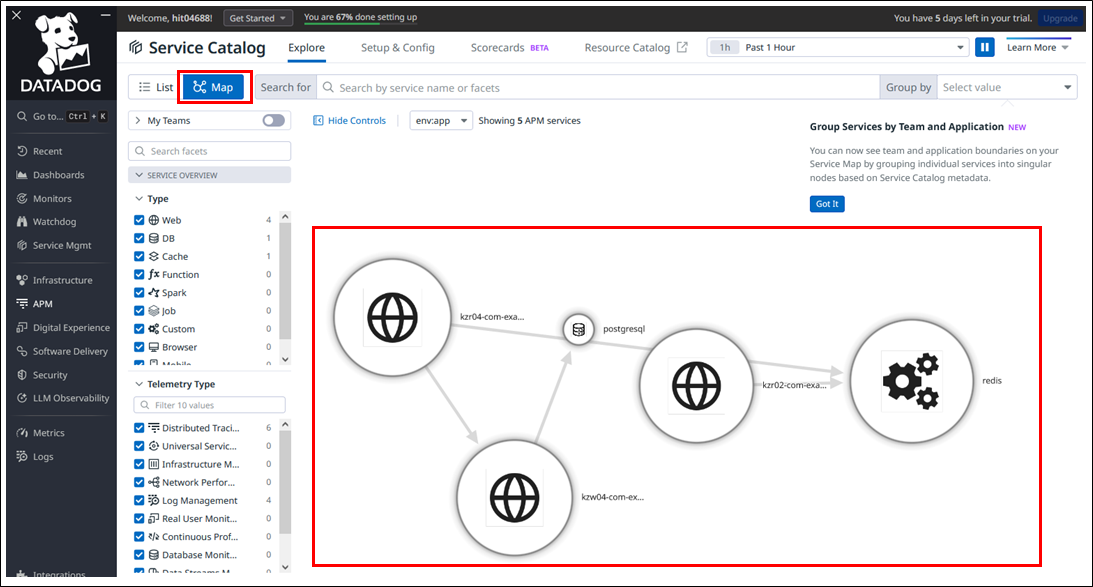 Welcome, hit04688!
Get Started
You are 67% done setting up
You have 5 days left in your trial.
Upgrade
DATADOG
Service Catalog
Explore
Setup & Config
Scorecards BETA
Resource Catalog
1h Past 1 Hour
Learn More
List
Map
Search for
Search by service name or facets
Group by
Select value
Go to... Ctrl + K
Recent
Dashboards
Monitors
Watchdog
Service Mgmt
Infrastructure
APM
Digital Experience
Software Delivery
Security
LLM Observability
Metrics
Logs
Integrations
My Teams
Search facets
SERVICE OVERVIEW
Type
Web 4
DB 1
Cache 1
Function 0
Spark 0
Job 0
Custom 0
Browser 0
Mobile 0
Telemetry Type
Filter 10 values
Distributed Traci... 6
Universal Servic... 0
Infrastructure M... 0
Network Perfor... 0
Log Management 4
Real User Monit... 0
Continuous Prof... 0
Database Monit... 0
Data Streams M...
Hide Controls
env:app
Showing 5 APM services
Group Services by Team and Application NEW
You can now see team and application boundaries on your
Service Map by grouping individual services into singular
nodes based on Service Catalog metadata.
Got It
kzr04-com-exa...
postgresql
kzr02-com-exa...
redis
kzw04-com-ex...